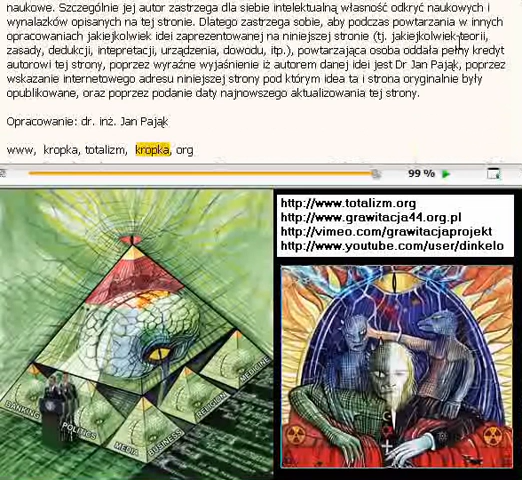 naukowe. Szczególnie jej autor zastrzega dla siebie intelektualną własność odkryć naukowych i
wynalazków opisanych na tej stronie. Dlatego zastrzega sobie, aby podczas powtarzania w innych
opracowaniach jakiejkolwiek idei zaprezentowanej na niniejszej stronie (tj. jakiejkolwiek teorii,
zasady, dedukcji, intepretacji, urządzenia, dowodu, itp.), powtarzająca osoba oddała pełny kredyt
autorowi tej strony, poprzez wyraźne wyjaśnienie iż autorem danej idei jest Dr Jan Pająk, poprzez
wskazanie internetowego adresu niniejszej strony pod którym idea ta i strona oryginalnie były
opublikowane, oraz poprzez podanie daty najnowszego aktualizowania tej strony.
Opracowanie: dr. inż. Jan Pająk
www, kropka, totalizm, kropka, org
99 %
http://www.totalizm.org
http://www.grawitacja44.org.pl
http://vimeo.com/grawitacjaprojekt
http://www.youtube.com/user/dinkelo
BANKING
POLITICS
MEDIA
BUSINESS
RELIGION
MEDICINE